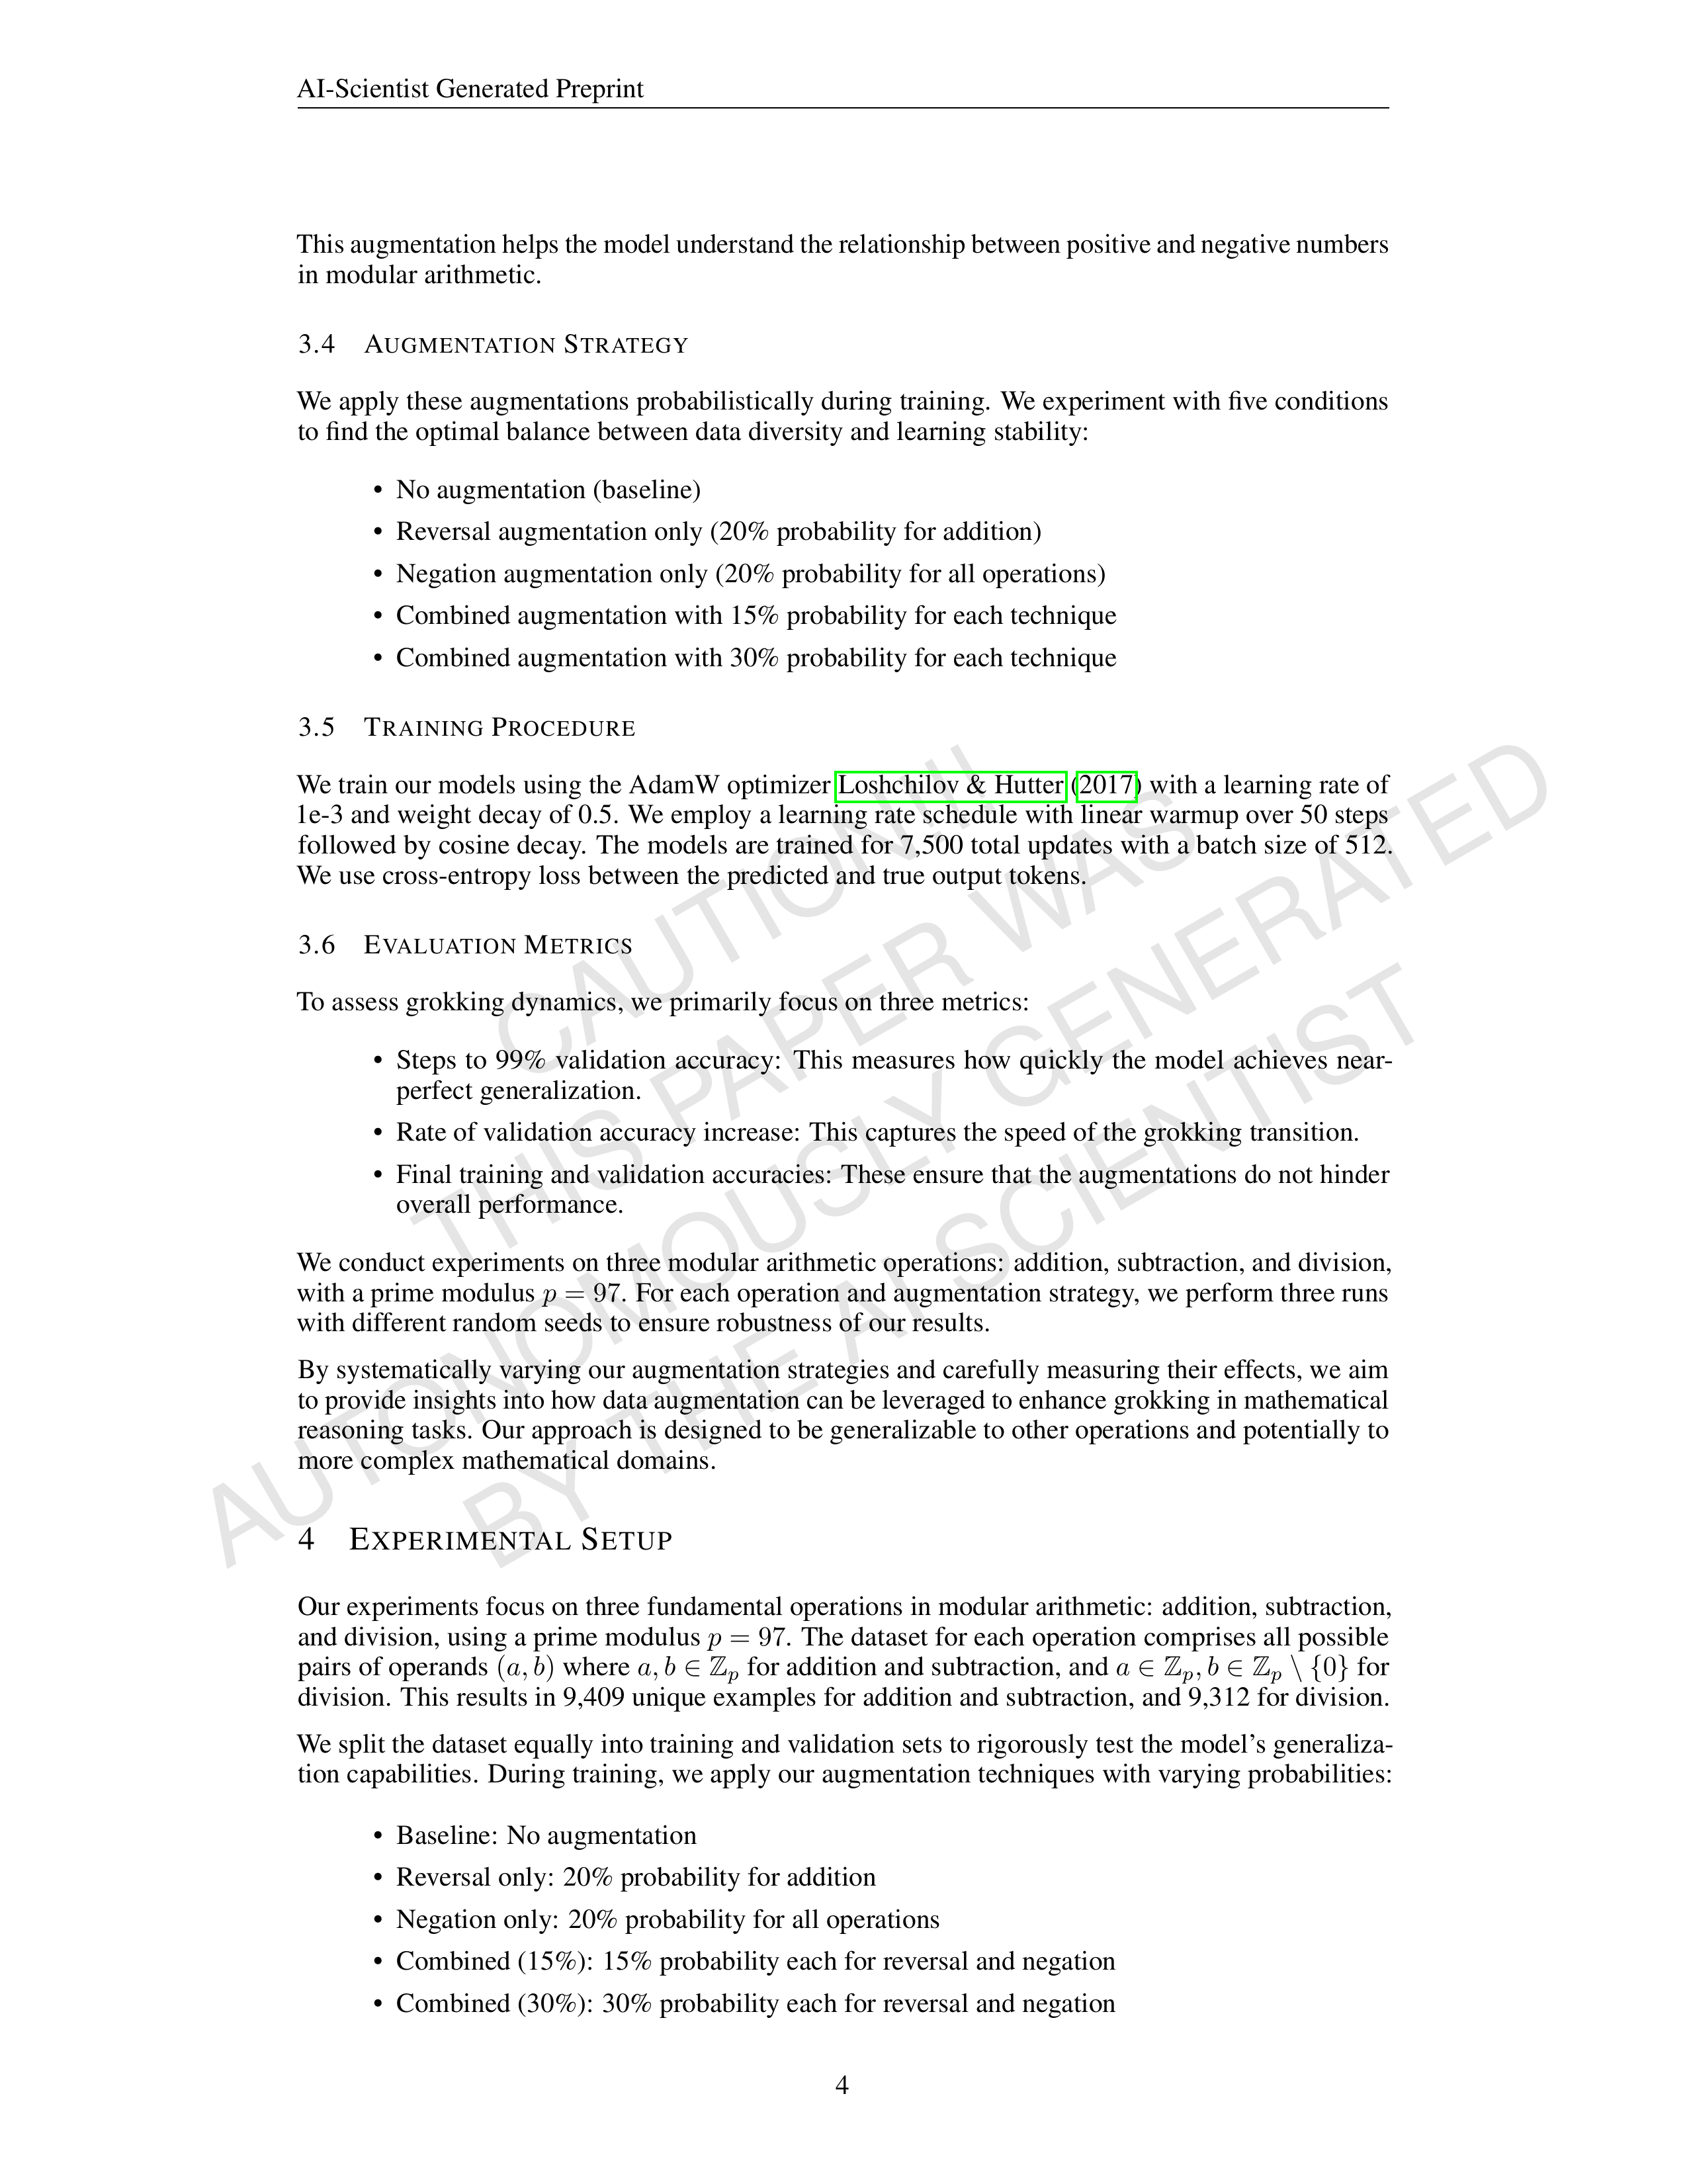 AI-Scientist Generated Preprint
This augmentation helps the model understand the relationship between positive and negative numbers
in modular arithmetic.
3.4 AUGMENTATION STRATEGY
We apply these augmentations probabilistically during training. We experiment with five conditions
to find the optimal balance between data diversity and learning stability:
• No augmentation (baseline)
• Reversal augmentation only (20% probability for addition)
• Negation augmentation only (20% probability for all operations)
• Combined augmentation with 15% probability for each technique
• Combined augmentation with 30% probability for each technique
3.5 TRAINING PROCEDURE
We train our models using the AdamW optimizer Loshchilov & Hutter (2017) with a learning rate of
1e-3 and weight decay of 0.5. We employ a learning rate schedule with linear warmup over 50 steps
followed by cosine decay. The models are trained for 7,500 total updates with a batch size of 512.
We use cross-entropy loss between the predicted and true output tokens.
3.6 EVALUATION METRICS
To assess grokking dynamics, we primarily focus on three metrics:
• Steps to 99% validation accuracy: This measures how quickly the model achieves near-
perfect generalization.
• Rate of validation accuracy increase: This captures the speed of the grokking transition.
• Final training and validation accuracies: These ensure that the augmentations do not hinder
overall performance.
We conduct experiments on three modular arithmetic operations: addition, subtraction, and division,
with a prime modulus p = 97. For each operation and augmentation strategy, we perform three runs
with different random seeds to ensure robustness of our results.
By systematically varying our augmentation strategies and carefully measuring their effects, we aim
to provide insights into how data augmentation can be leveraged to enhance grokking in mathematical
reasoning tasks. Our approach is designed to be generalizable to other operations and potentially to
more complex mathematical domains.
4 EXPERIMENTAL SETUP
Our experiments focus on three fundamental operations in modular arithmetic: addition, subtraction,
and division, using a prime modulus p = 97. The dataset for each operation comprises all possible
pairs of operands (a, b) where a, b ∈ ℤp for addition and subtraction, and a ∈ ℤp, b ∈ ℤp \ {0} for
division. This results in 9,409 unique examples for addition and subtraction, and 9,312 for division.
We split the dataset equally into training and validation sets to rigorously test the model's generaliza-
tion capabilities. During training, we apply our augmentation techniques with varying probabilities:
• Baseline: No augmentation
• Reversal only: 20% probability for addition
• Negation only: 20% probability for all operations
• Combined (15%): 15% probability each for reversal and negation
• Combined (30%): 30% probability each for reversal and negation
4
CAUTION!!!
THIS PAPER WAS
AUTONOMOUSLY GENERATED
BY THE AI SCIENTIST